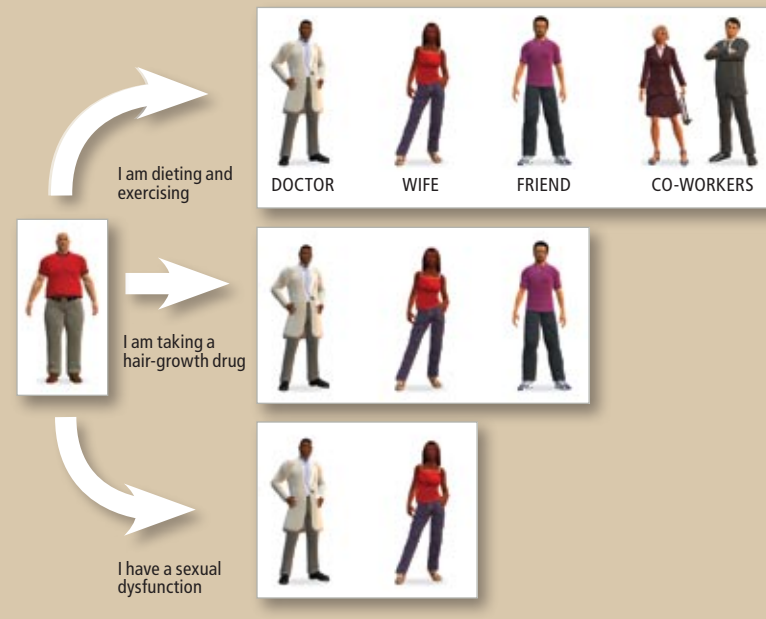 I am dieting and
exercising
DOCTOR
WIFE
FRIEND
CO-WORKERS
I am taking a
hair-growth drug
I have a sexual
dysfunction